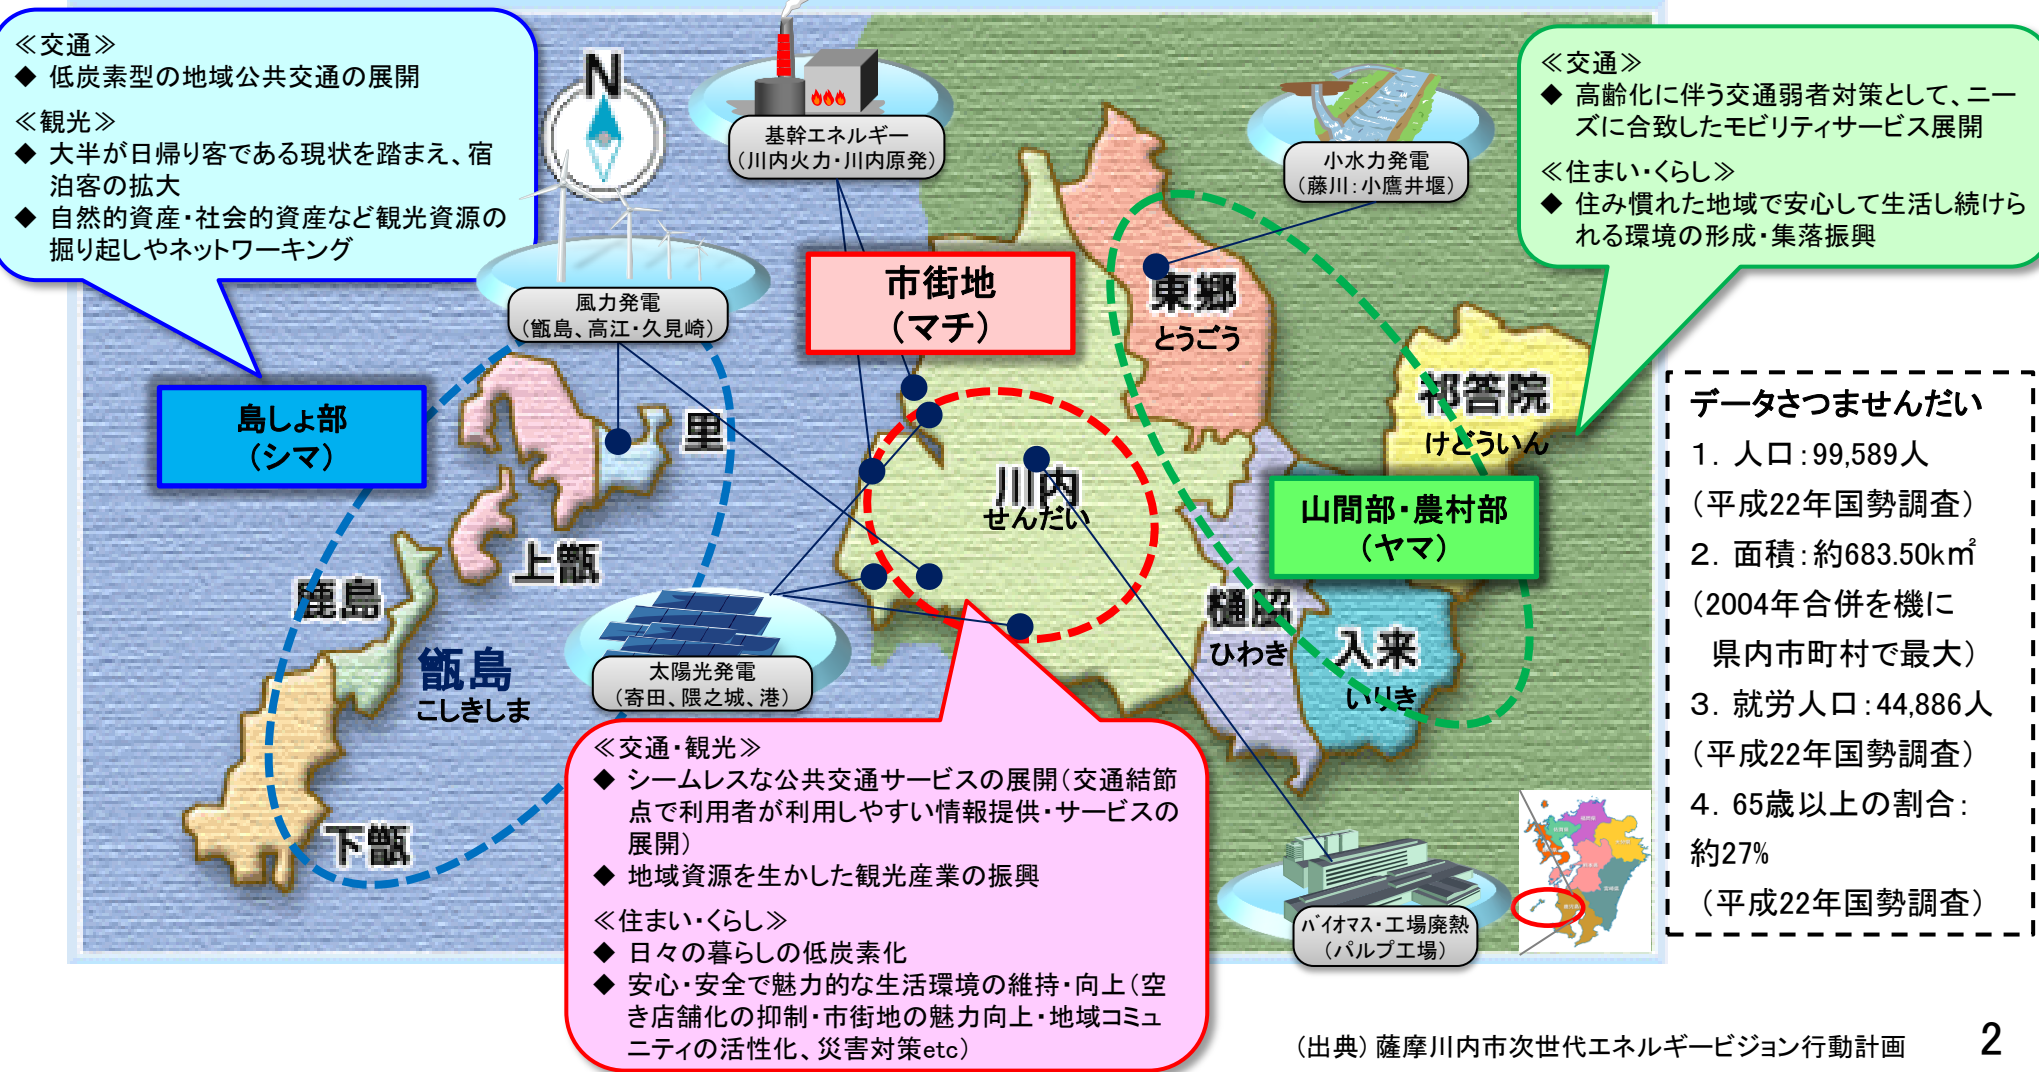 ≪交通≫
◆ 低炭素型の地域公共交通の展開
≪観光≫
◆ 大半が日帰り客である現状を踏まえ、宿
泊客の拡大
◆ 自然的資産・社会的資産など観光資源の
掘り起しやネットワーキング
N
基幹エネルギー
（川内火力・川内原発）
小水力発電
（藤川：小鷹井堰）
≪交通≫
◆ 高齢化に伴う交通弱者対策として、ニー
ズに合致したモビリティサービス展開
≪住まい・くらし≫
◆ 住み慣れた地域で安心して生活し続けら
れる環境の形成・集落振興
風力発電
（甑島、高江・久見崎）
市街地
（マチ）
東郷
とうごう
祁答院
けどういん
島しょ部
（シマ）
里
川内
せんだい
山間部・農村部
（ヤマ）
上甑
鹿島
甑島
こしきしま
樋脇
ひわき
入来
いりき
下甑
太陽光発電
（寄田、隈之城、港）
≪交通・観光≫
◆ シームレスな公共交通サービスの展開（交通結節
点で利用者が利用しやすい情報提供・サービスの
展開）
◆ 地域資源を生かした観光産業の振興
≪住まい・くらし≫
◆ 日々の暮らしの低炭素化
◆ 安心・安全で魅力的な生活環境の維持・向上（空
き店舗化の抑制・市街地の魅力向上・地域コミュ
ニティの活性化、災害対策etc）
バイオマス・工場廃熱
（パルプ工場）
データさつませんだい
１．人口：99,589人
（平成22年国勢調査）
２．面積：約683.50k㎡
（2004年合併を機に
県内市町村で最大）
３．就労人口：44,886人
（平成22年国勢調査）
４．65歳以上の割合：
約27%
（平成22年国勢調査）
（出典）薩摩川内市次世代エネルギービジョン行動計画
2